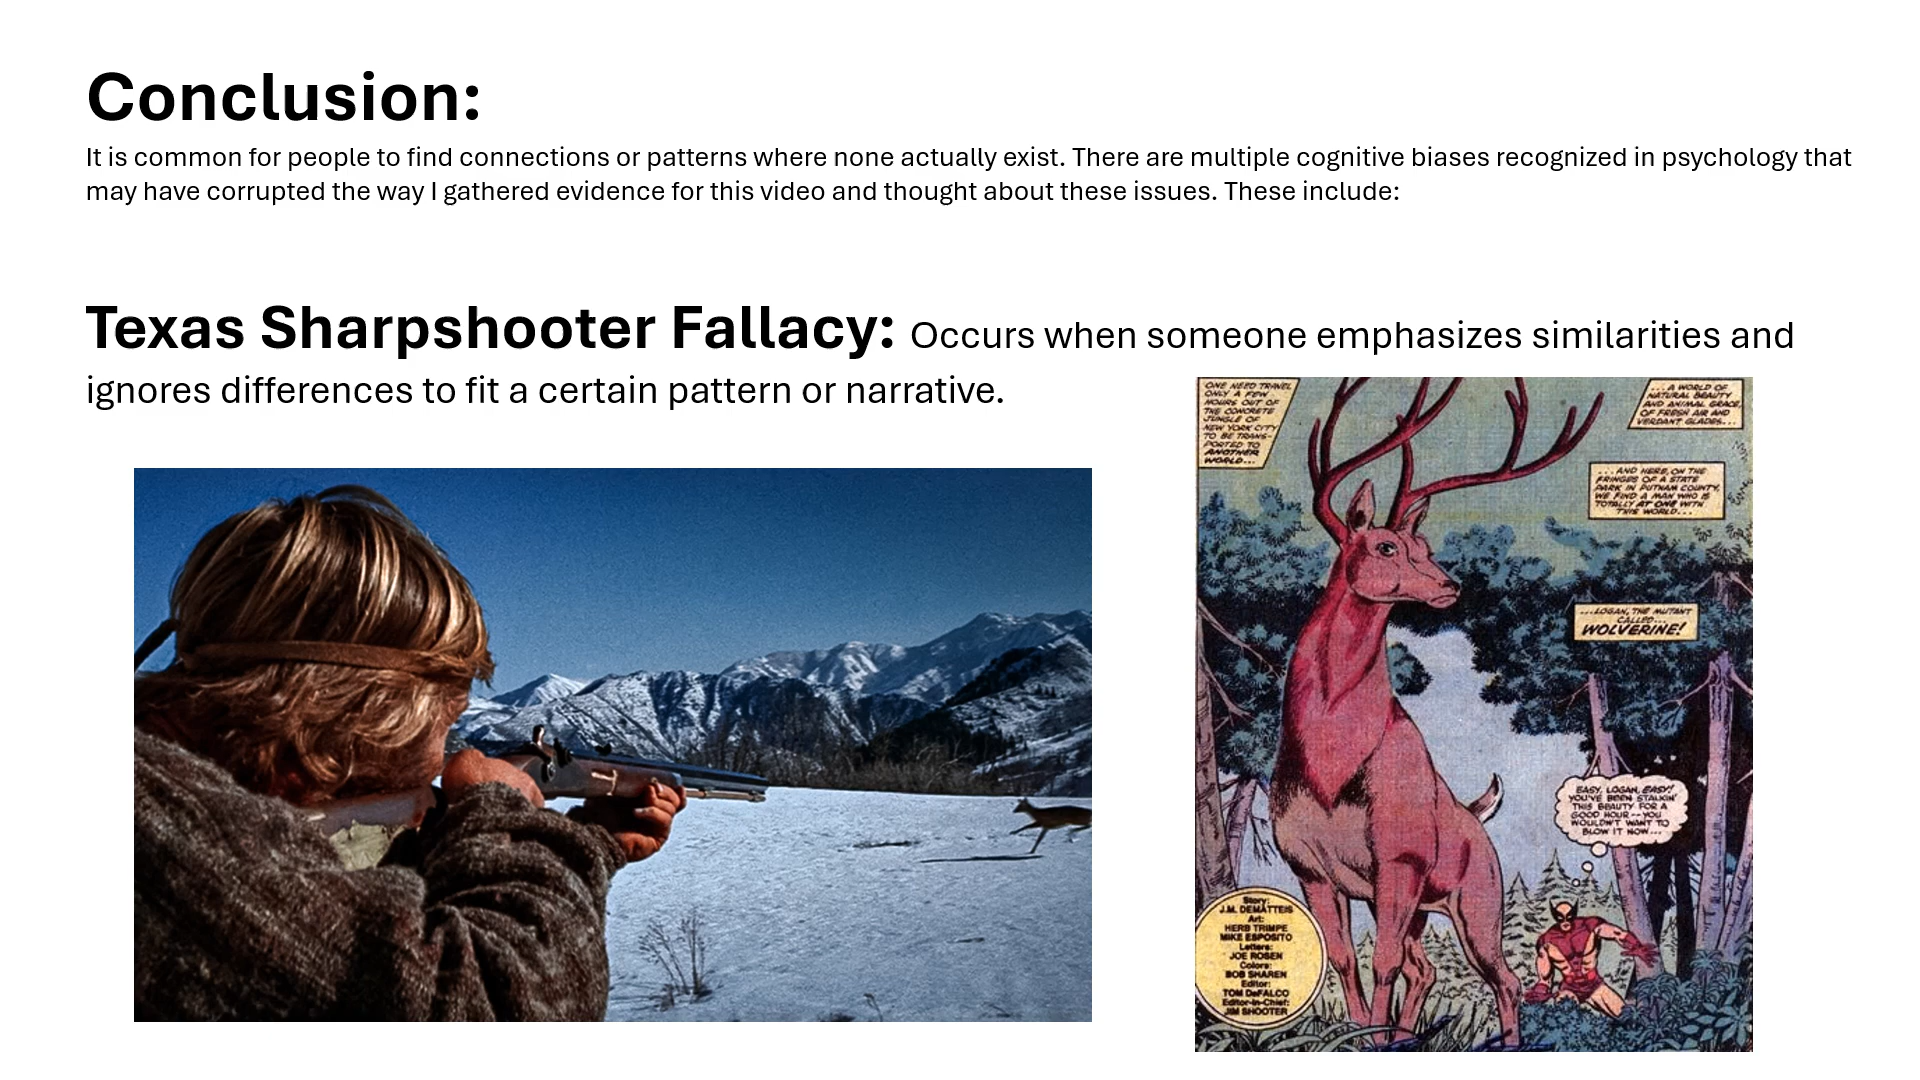 Conclusion:
It is common for people to find connections or patterns where none actually exist. There are multiple cognitive biases recognized in psychology that
may have corrupted the way I gathered evidence for this video and thought about these issues. These include:
Texas Sharpshooter Fallacy: Occurs when someone emphasizes similarities and
ignores differences to fit a certain pattern or narrative.
ONE NEED TRAVEL
ONLY A FEW
HOURS OUT OF
THE CONCRETE
JUNGLE OF
NEW YORK CITY
TO BE TRANS-
PORTED TO
ANOTHER
WORLD...
...A WORLD OF
NATURAL BEAUTY
AND ANIMAL GRACE,
OF FRESH AIR AND
VERDANT GLADES...
...AND HERE, ON THE
FRINGES OF A STATE
PARK IN PUTNAM COUNTY,
WE FIND A MAN WHO IS
TOTALLY AT ONE WITH
THIS WORLD...
...LOGAN, THE MUTANT
CALLED...
WOLVERINE!
EASY, LOGAN, EASY!
YOU'VE BEEN STALKIN'
THIS BEAUTY FOR A
GOOD HOUR--YOU
WOULDN'T WANT TO
BLOW IT NOW...
Story:
J.M. DEMATTEIS
Art:
HERB TRIMPE
MIKE ESPOSITO
Letters:
JOE ROSEN
Colors:
BOB SHAREN
Editor:
TOM DeFALCO
Editor-in-Chief:
JIM SHOOTER